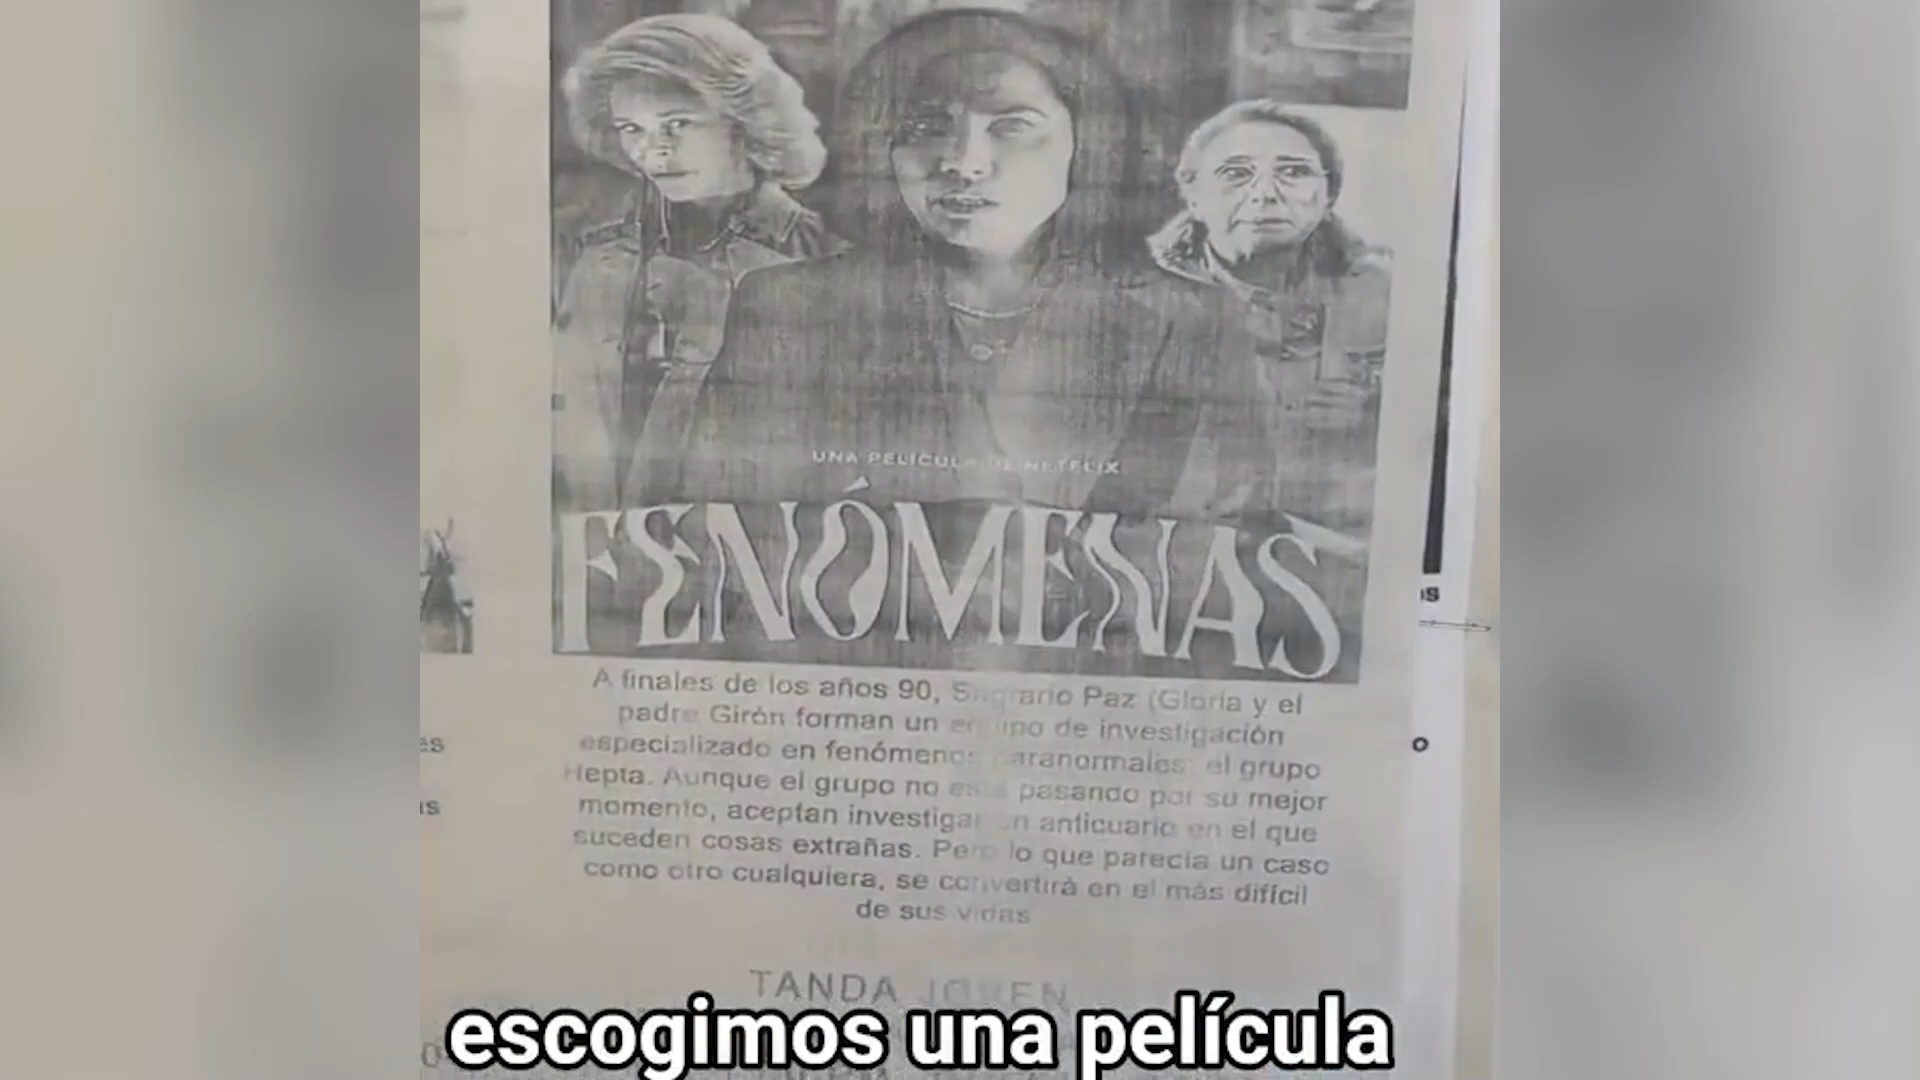 UNA PELÍCULA DE NETFLIX
FENÓMENAS
A finales de los años 90, Sagrario Paz (Gloria y el
padre Girón forman un equipo de investigación
especializado en fenómenos paranormales: el grupo
Hepta. Aunque el grupo no está pasando por su mejor
momento, aceptan investigar un anticuario en el que
suceden cosas extrañas. Pero lo que parecía un caso
como otro cualquiera, se convertirá en el más difícil
de sus vidas
TANDA JOVEN
escogimos una película